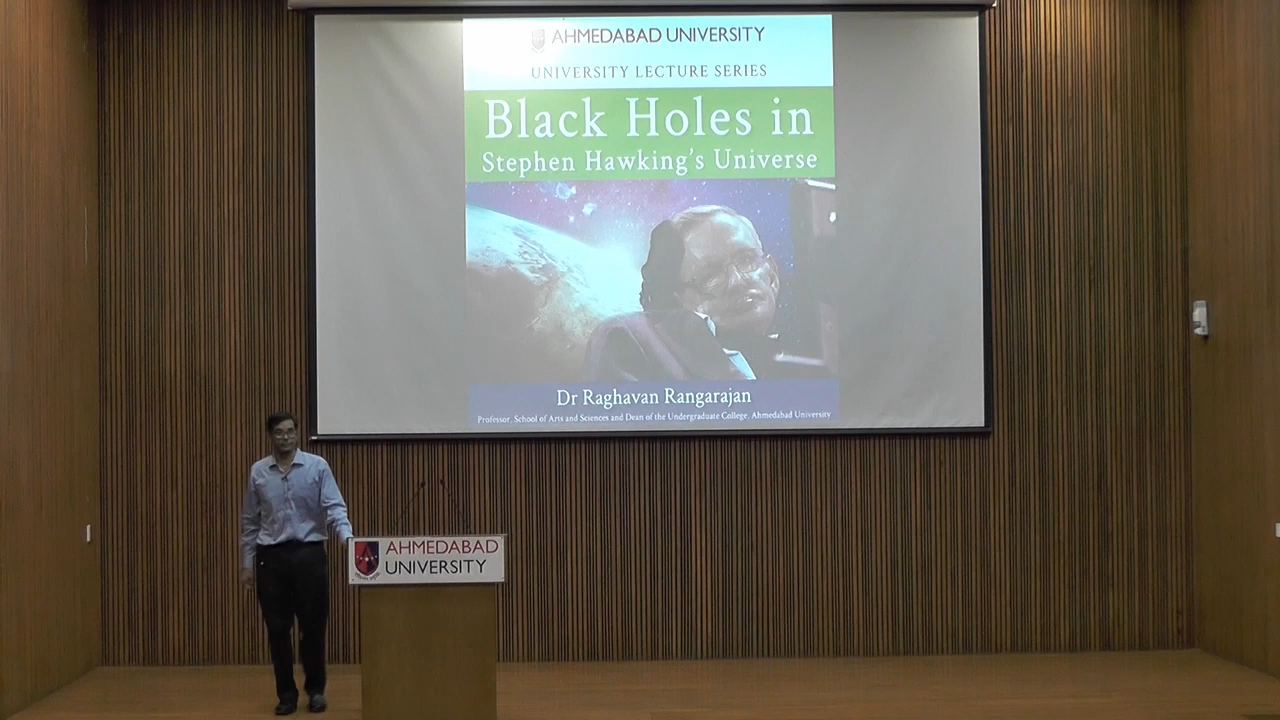 AHMEDABAD UNIVERSITY
UNIVERSITY LECTURE SERIES
Black Holes in
Stephen Hawking's Universe
Dr Raghavan Rangarajan
Professor, School of Arts and Sciences and Dean of the Undergraduate College, Ahmedabad University
AHMEDABAD
UNIVERSITY